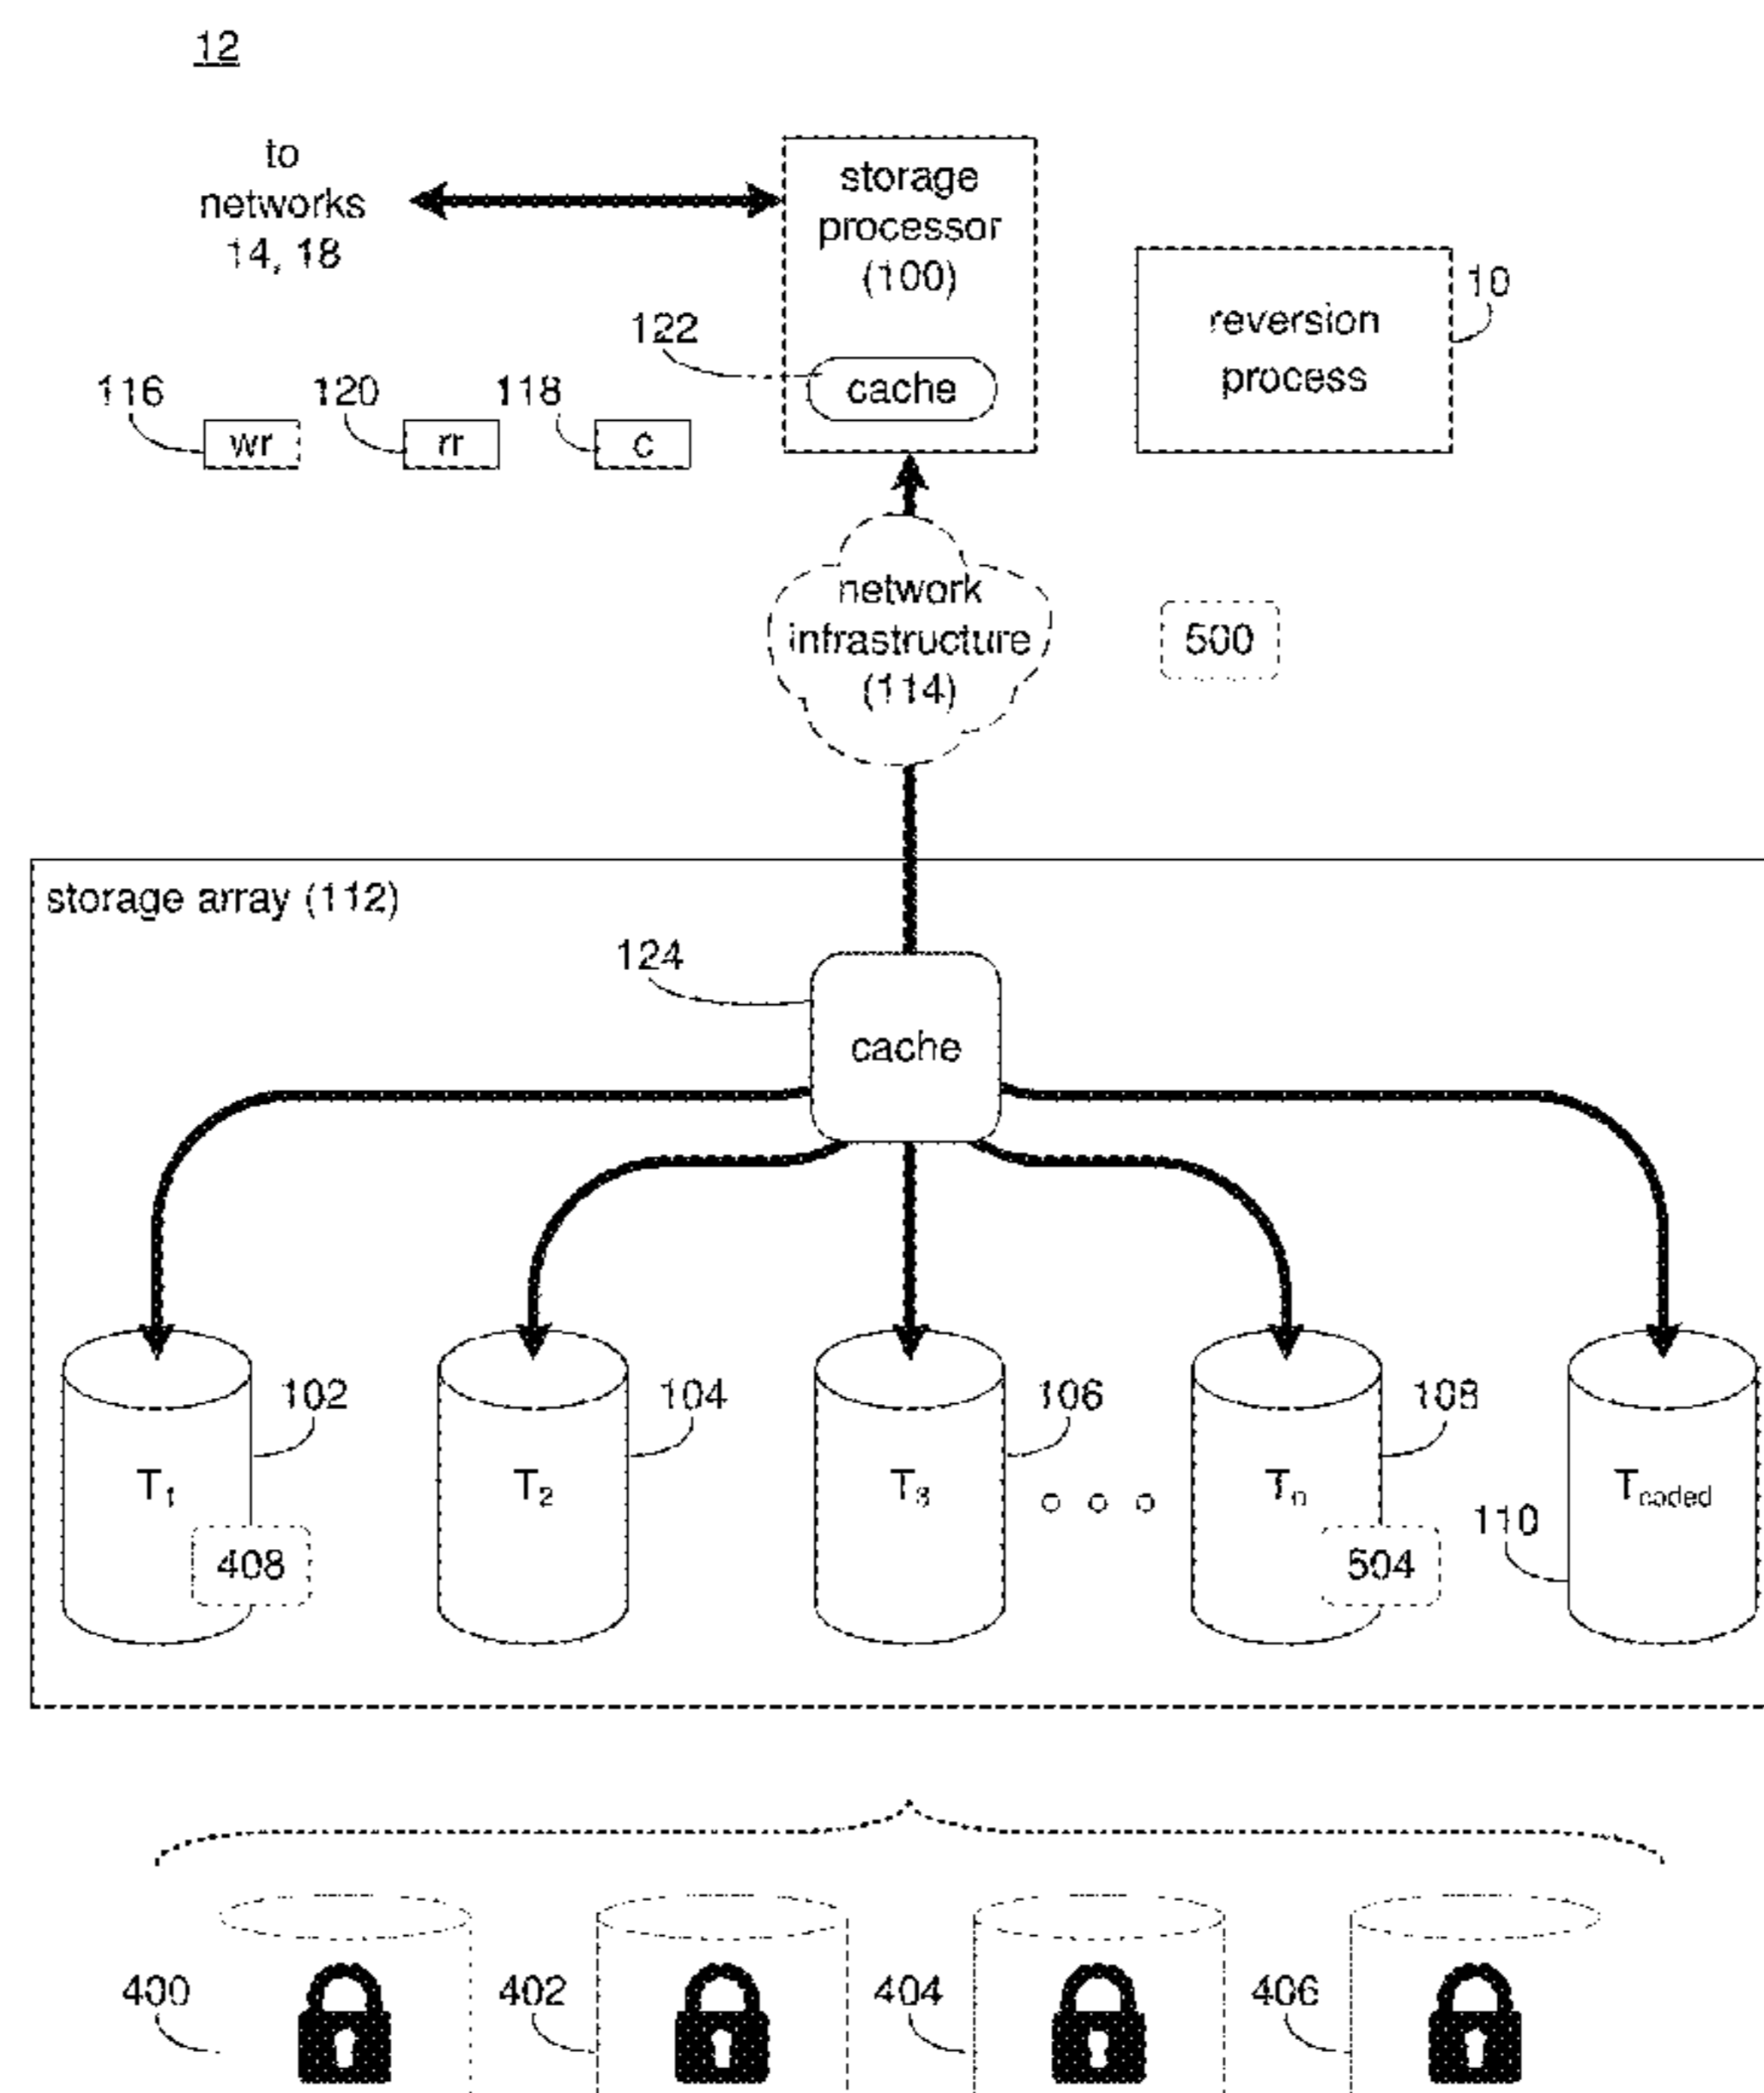 12
to
networks
14, 18
storage
processor
(100)
122
cache
reversion
process
10
116
wr
120
rr
118
c
network
infrastructure
(114)
500
storage array (112)
124
cache
102
104
106
108
T1
T2
T3
Tn
Tcoded
110
408
504
400
402
404
406